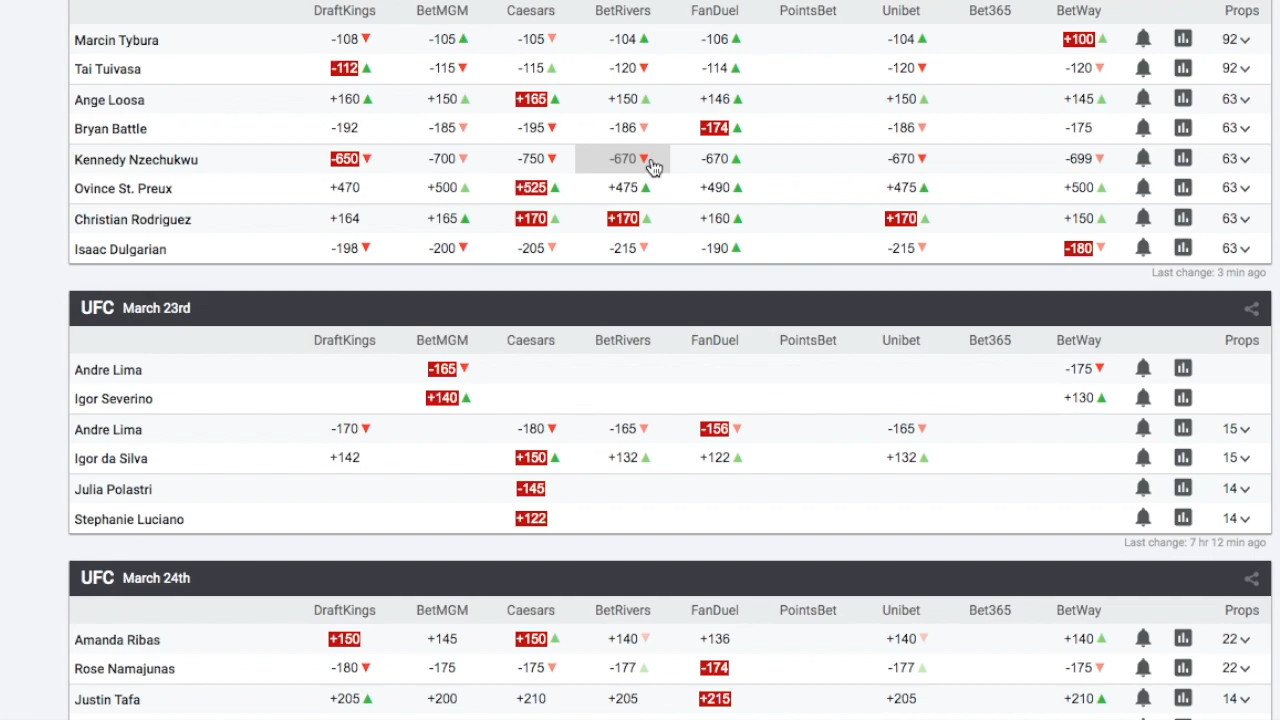 DraftKings BetMGM Caesars BetRivers FanDuel PointsBet Unibet Bet365 BetWay Props
Marcin Tybura -108 -105 -105 -104 -106 -104 +100 92
Tai Tuivasa -112 -115 -115 -120 -114 -120 -120 92
Ange Loosa +160 +150 +165 +150 +146 +150 +145 63
Bryan Battle -192 -185 -195 -186 -174 -186 -175 63
Kennedy Nzechukwu -650 -700 -750 -670 -670 -670 -699 63
Ovince St. Preux +470 +500 +525 +475 +490 +475 +500 63
Christian Rodriguez +164 +165 +170 +170 +160 +170 +150 63
Isaac Dulgarian -198 -200 -205 -215 -190 -215 -180 63
Last change: 3 min ago
UFC March 23rd
DraftKings BetMGM Caesars BetRivers FanDuel PointsBet Unibet Bet365 BetWay Props
Andre Lima -165 -175
Igor Severino +140 +130
Andre Lima -170 -180 -165 -156 -165 15
Igor da Silva +142 +150 +132 +122 +132 15
Julia Polastri -145 14
Stephanie Luciano +122 14
Last change: 7 hr 12 min ago
UFC March 24th
DraftKings BetMGM Caesars BetRivers FanDuel PointsBet Unibet Bet365 BetWay Props
Amanda Ribas +150 +145 +150 +140 +136 +140 +140 22
Rose Namajunas -180 -175 -175 -177 -174 -177 -175 22
Justin Tafa +205 +200 +210 +205 +215 +205 +210 14